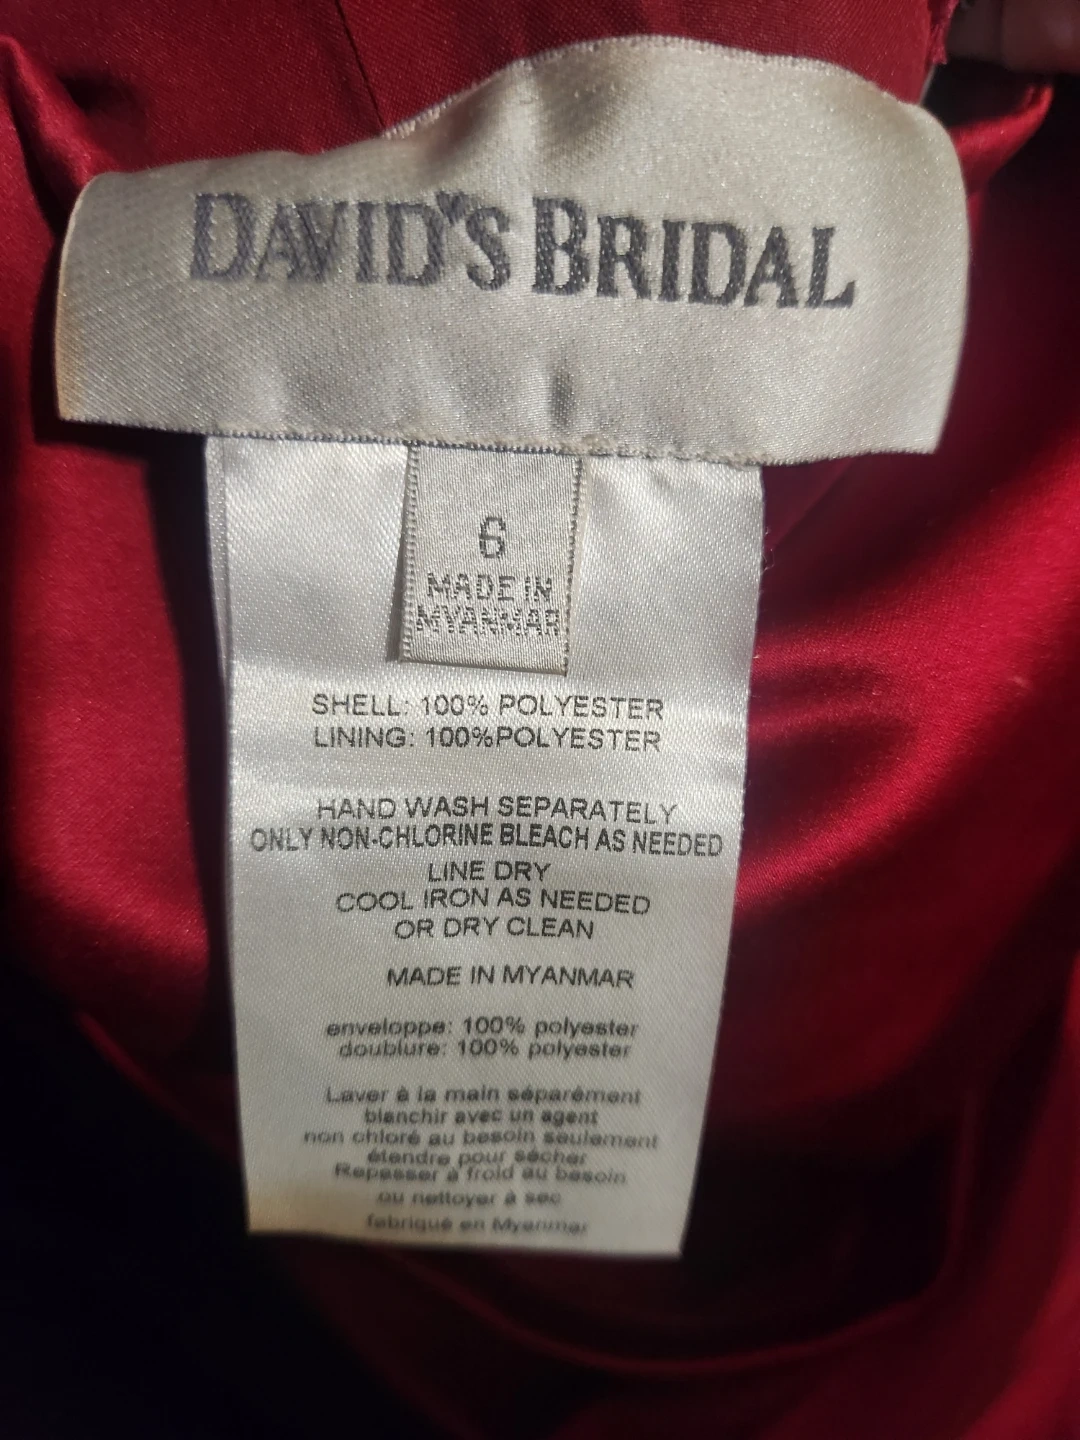 DAVID'S BRIDAL
6
MADE IN
MYANMAR
SHELL: 100% POLYESTER
LINING: 100%POLYESTER
HAND WASH SEPARATELY
ONLY NON-CHLORINE BLEACH AS NEEDED
LINE DRY
COOL IRON AS NEEDED
OR DRY CLEAN
MADE IN MYANMAR
enveloppe: 100% polyester
doublure: 100% polyester
Laver à la main séparément
blanchir avec un agent
non chloré au besoin seulement
étendre pour sécher
Repasser à froid au besoin
ou nettoyer à sec
fabriqué en Myanmar